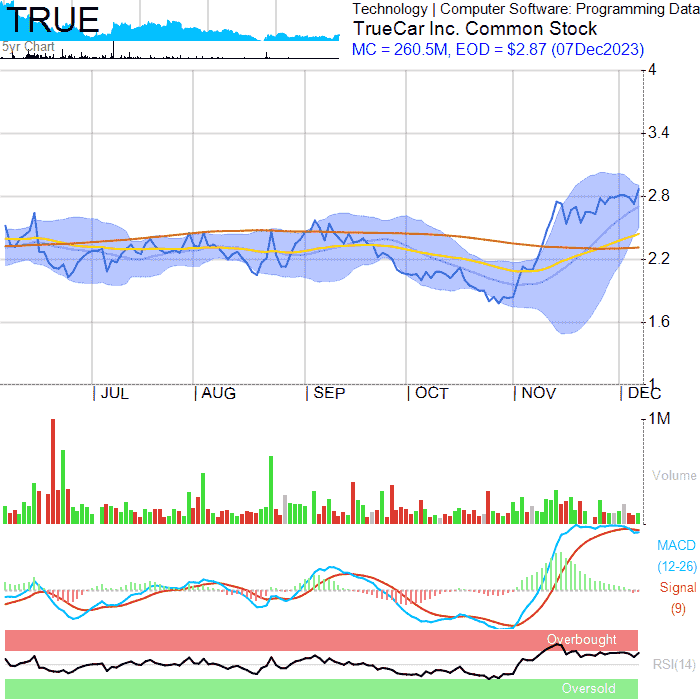 TRUE
5yr Chart
Technology | Computer Software: Programming Data
TrueCar Inc. Common Stock
MC = 260.5M, EOD = $2.87 (07Dec2023)
4
3.4
2.8
2.2
1.6
1
JUL
AUG
SEP
OCT
NOV
DEC
1M
Volume
MACD
(12-26)
Signal
(9)
Overbought
RSI(14)
Oversold